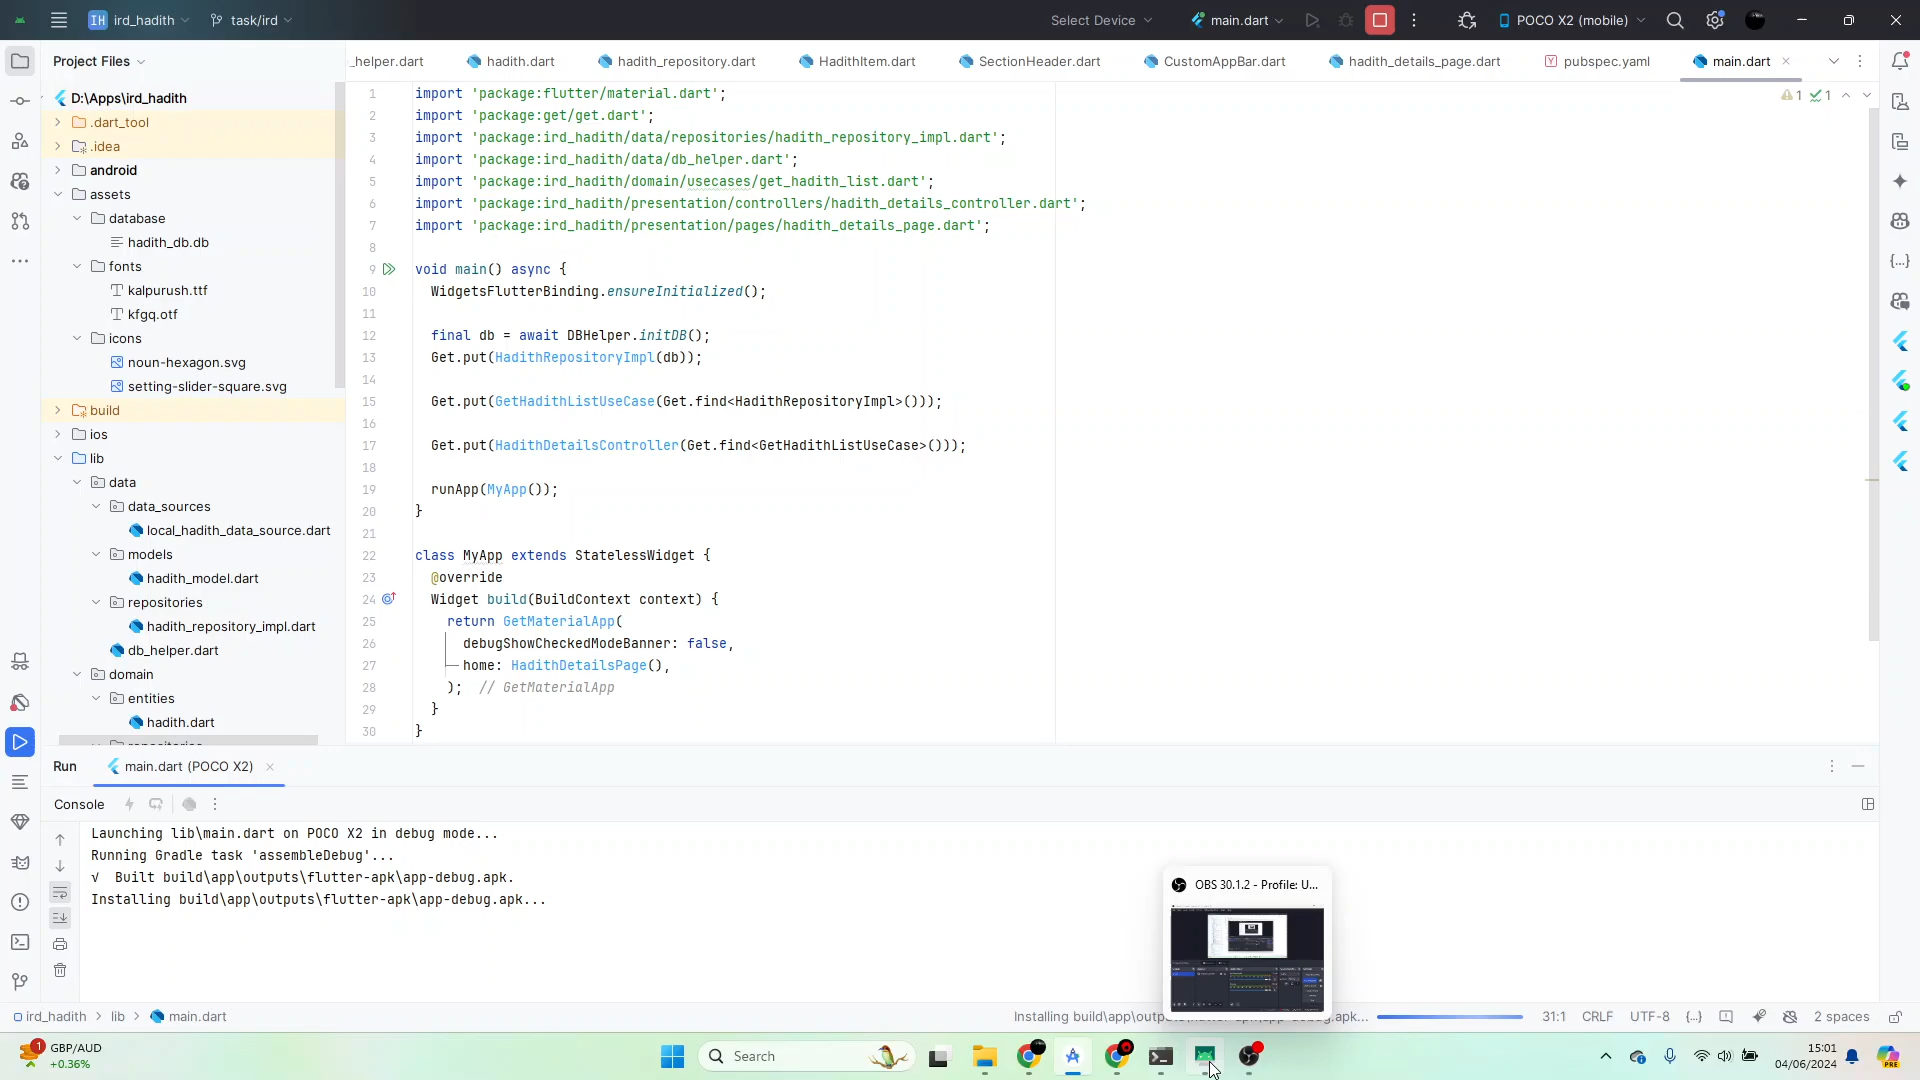 IH ird_hadith task/ird Select Device main.dart POCO X2 (mobile)
Project Files
_helper.dart hadith.dart hadith_repository.dart HadithItem.dart SectionHeader.dart CustomAppBar.dart hadith_details_page.dart pubspec.yaml main.dart
D:\Apps\ird_hadith
.dart_tool
.idea
android
assets
database
hadith_db.db
fonts
kalpurush.ttf
kfgq.otf
icons
noun-hexagon.svg
setting-slider-square.svg
build
ios
lib
data
data_sources
local_hadith_data_source.dart
models
hadith_model.dart
repositories
hadith_repository_impl.dart
db_helper.dart
domain
entities
hadith.dart
1 1
1 import 'package:flutter/material.dart';
2 import 'package:get/get.dart';
3 import 'package:ird_hadith/data/repositories/hadith_repository_impl.dart';
4 import 'package:ird_hadith/data/db_helper.dart';
5 import 'package:ird_hadith/domain/usecases/get_hadith_list.dart';
6 import 'package:ird_hadith/presentation/controllers/hadith_details_controller.dart';
7 import 'package:ird_hadith/presentation/pages/hadith_details_page.dart';
8
9 void main() async {
10 WidgetsFlutterBinding.ensureInitialized();
11
12 final db = await DBHelper.initDB();
13 Get.put(HadithRepositoryImpl(db));
14
15 Get.put(GetHadithListUseCase(Get.find<HadithRepositoryImpl>()));
16
17 Get.put(HadithDetailsController(Get.find<GetHadithListUseCase>()));
18
19 runApp(MyApp());
20 }
21
22 class MyApp extends StatelessWidget {
23 @override
24 Widget build(BuildContext context) {
25 return GetMaterialApp(
26 debugShowCheckedModeBanner: false,
27 home: HadithDetailsPage(),
28 ); // GetMaterialApp
29 }
30 }
Run main.dart (POCO X2)
Console
Launching lib\main.dart on POCO X2 in debug mode...
Running Gradle task 'assembleDebug'...
√ Built build\app\outputs\flutter-apk\app-debug.apk.
Installing build\app\outputs\flutter-apk\app-debug.apk...
OBS 30.1.2 - Profile: U...
ird_hadith lib main.dart Installing build\app\outpu apk... 31:1 CRLF UTF-8 {...} 2 spaces
1 GBP/AUD
+0.36%
Search
15:01
04/06/2024
PRE